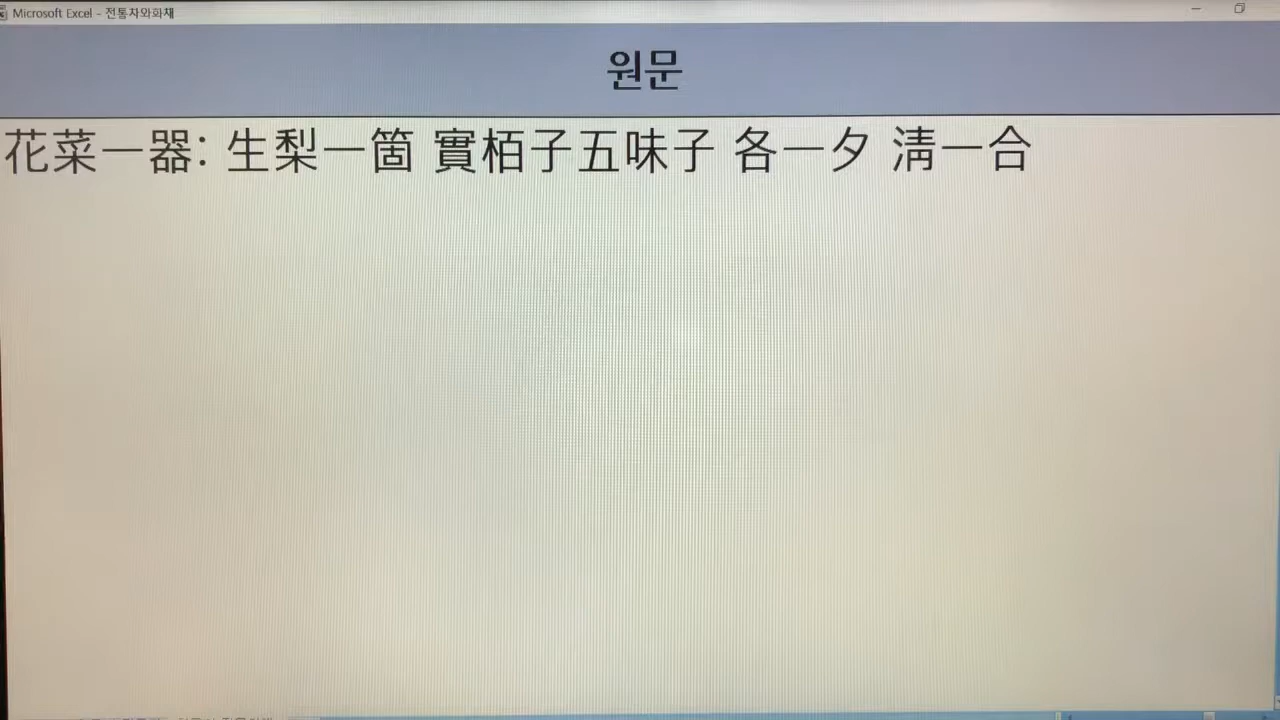 Microsoft Excel - 전통차와화채
원문
花菜一器: 生梨一箇 實栢子五味子 各一夕 淸一合